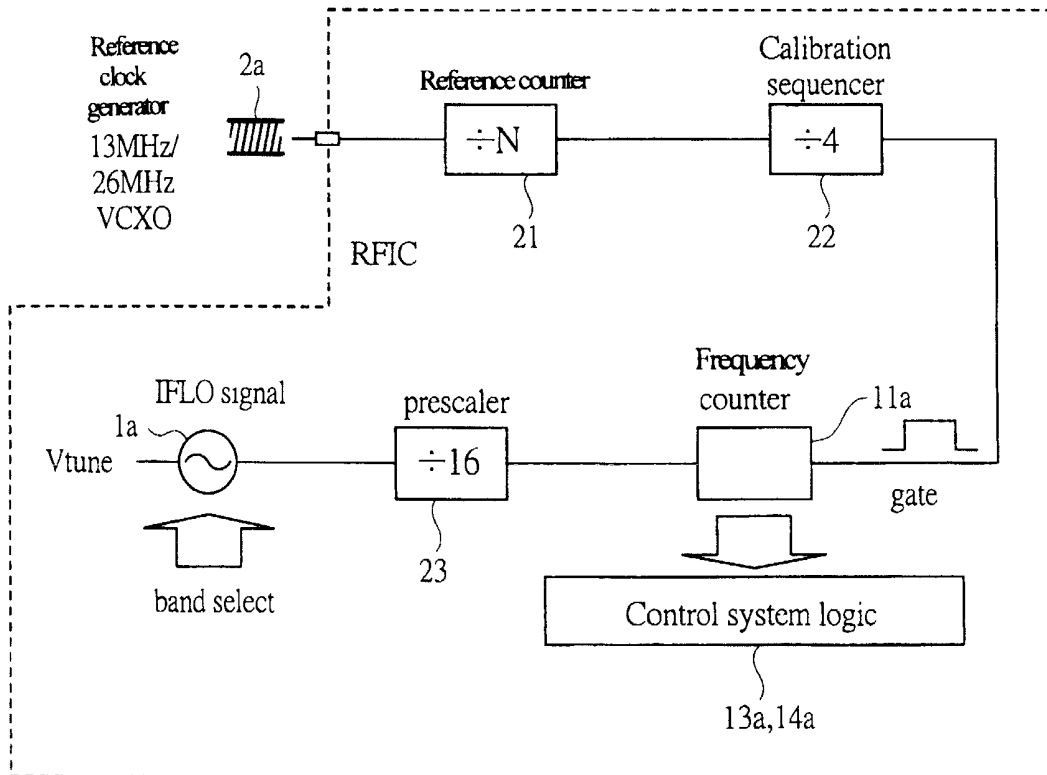 Reference
clock
generator
13MHz/
26MHz
VCXO
2a
Reference counter
÷N
21
Calibration
sequencer
÷4
22
RFIC
IFLO signal
1a
Vtune
band select
prescaler
÷16
23
Frequency
counter
11a
gate
Control system logic
13a,14a